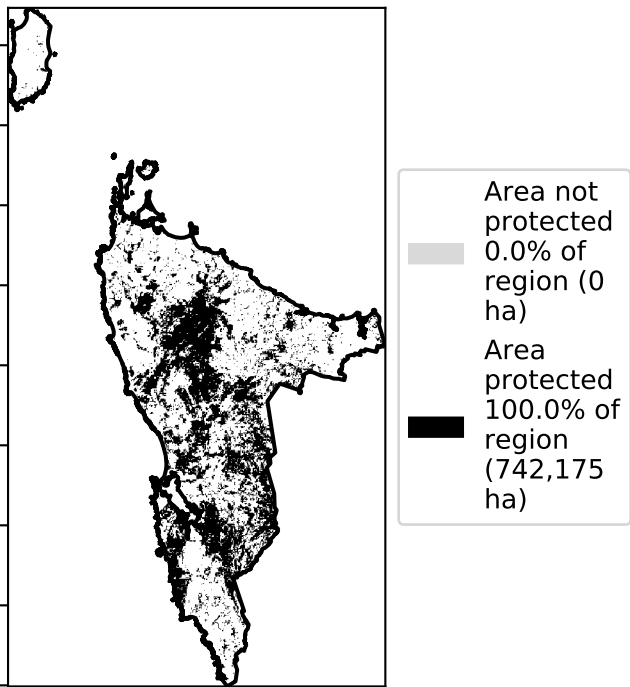 Area not
protected
0.0% of
region (0
ha)
Area
protected
100.0% of
region
(742,175
ha)